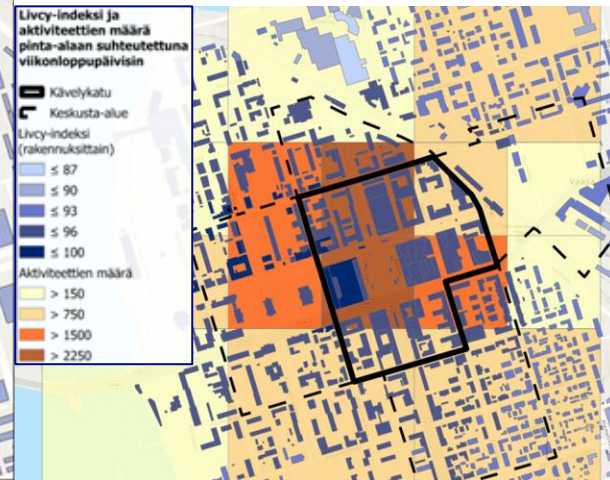 Livcy-indeksi ja
aktiviteettien määrä
pinta-alaan suhteutettuna
viikonloppupäivisin
Kävelykatu
Keskusta-alue
Livcy-indeksi
(rakennuksittain)
≤ 87
≤ 90
≤ 93
≤ 96
≤ 100
Aktiviteettien määrä
> 150
> 750
> 1500
> 2250
Vaasa